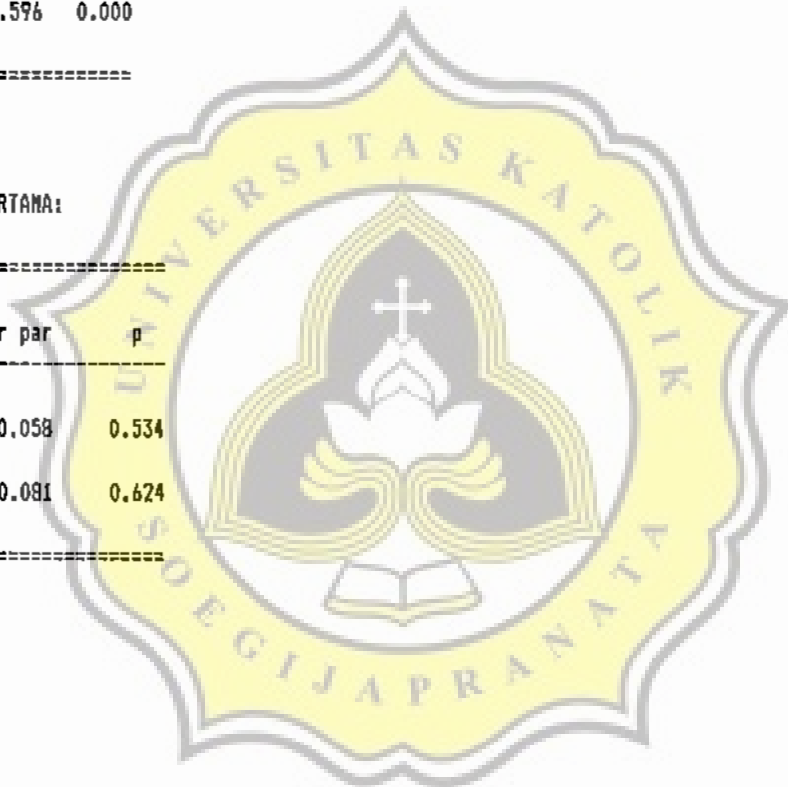 .596 0.000
============
RTAMA:
================
r par p
----------------
0.058 0.534
0.081 0.624
================
UNIVERSITAS KATOLIK
SOEGIJAPRANATA